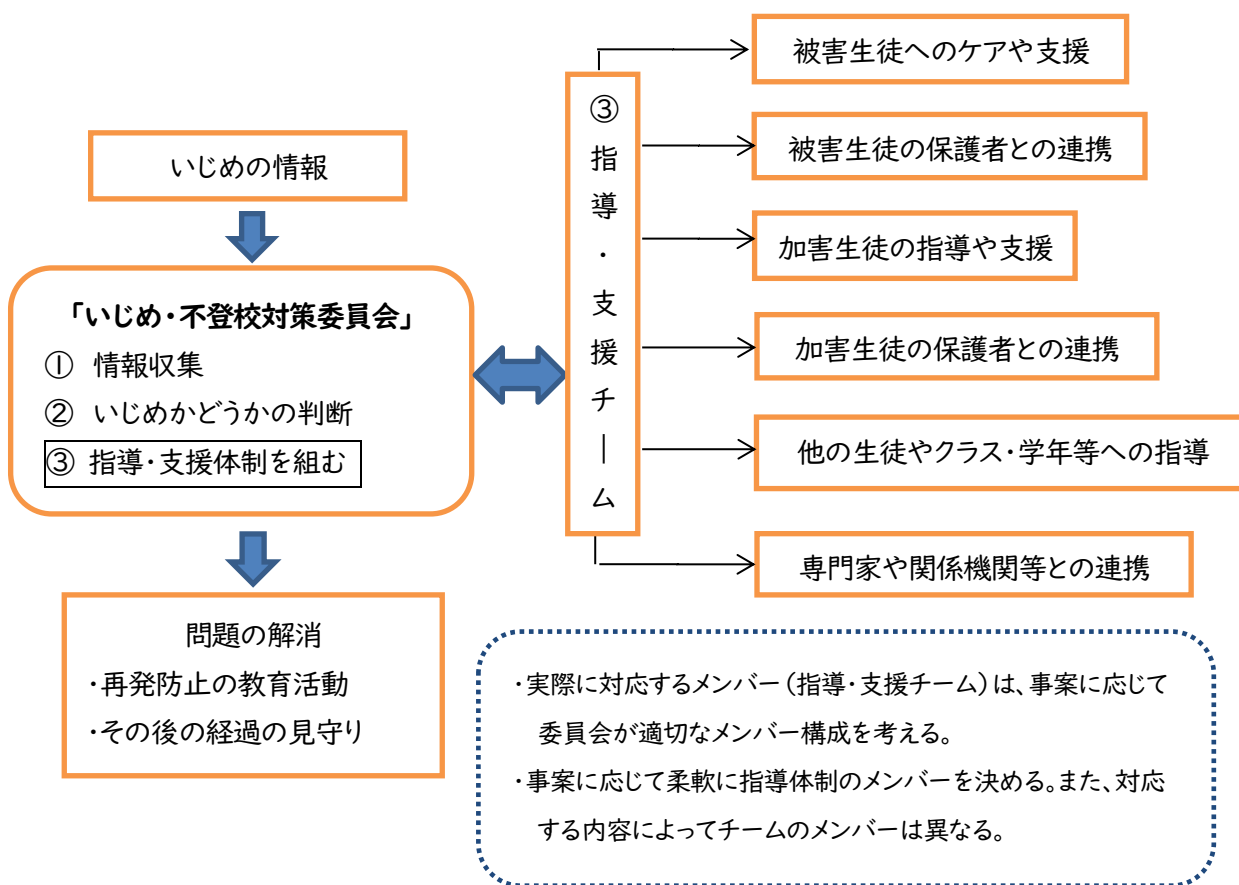 いじめの情報
「いじめ・不登校対策委員会」
① 情報収集
② いじめかどうかの判断
③ 指導・支援体制を組む
問題の解消
・再発防止の教育活動
・その後の経過の見守り
③指導・支援チーム
被害生徒へのケアや支援
被害生徒の保護者との連携
加害生徒の指導や支援
加害生徒の保護者との連携
他の生徒やクラス・学年等への指導
専門家や関係機関等との連携
・実際に対応するメンバー(指導・支援チーム)は、事案に応じて
委員会が適切なメンバー構成を考える。
・事案に応じて柔軟に指導体制のメンバーを決める。また、対応
する内容によってチームのメンバーは異なる。